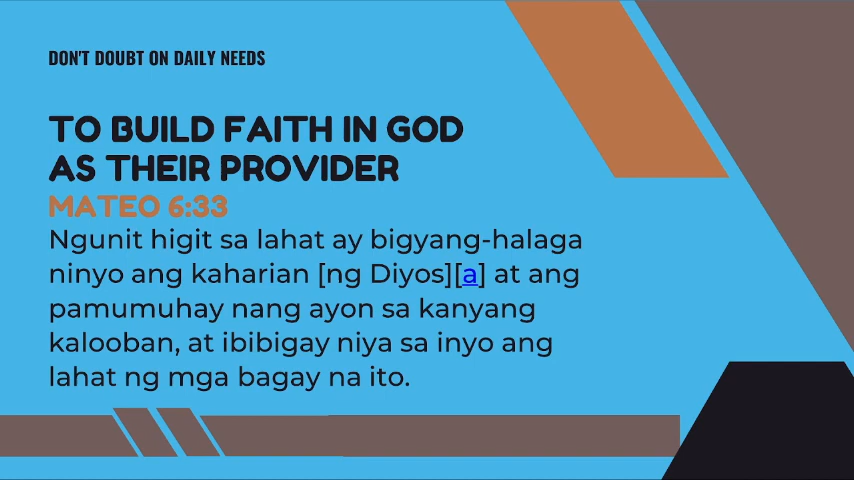 DON'T DOUBT ON DAILY NEEDS
TO BUILD FAITH IN GOD
AS THEIR PROVIDER
MATEO 6:33
Ngunit higit sa lahat ay bigyang-halaga
ninyo ang kaharian [ng Diyos][a] at ang
pamumuhay nang ayon sa kanyang
kalooban, at ibibigay niya sa inyo ang
lahat ng mga bagay na ito.